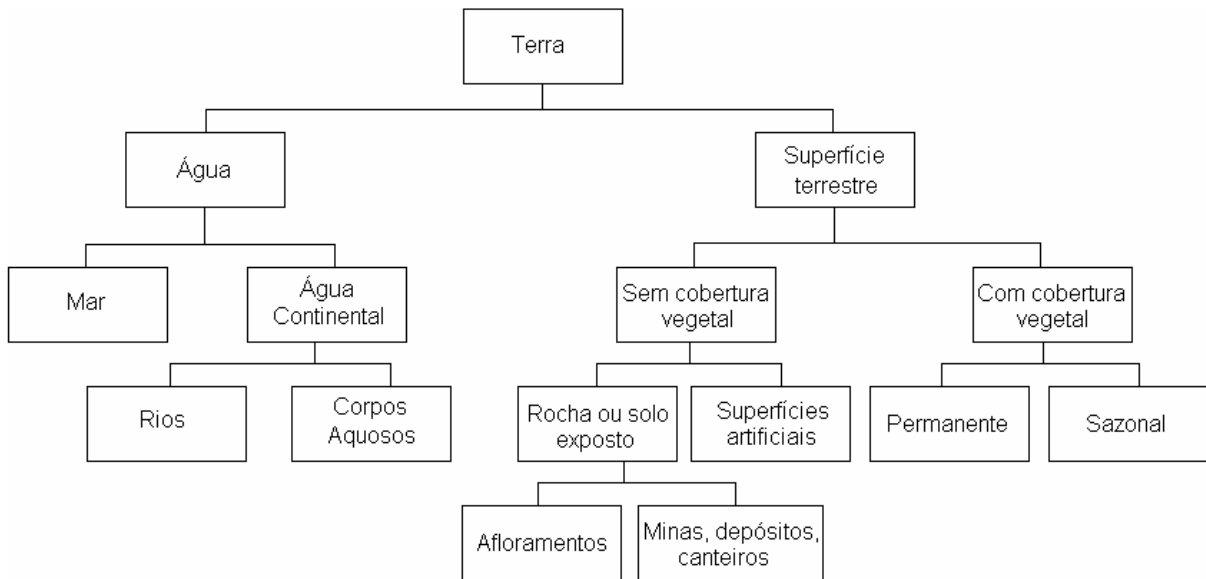 Terra
Água
Superfície
terrestre
Mar
Água
Continental
Sem cobertura
vegetal
Com cobertura
vegetal
Rios
Corpos
Aquosos
Rocha ou solo
exposto
Superfícies
artificiais
Permanente
Sazonal
Afloramentos
Minas, depósitos,
canteiros